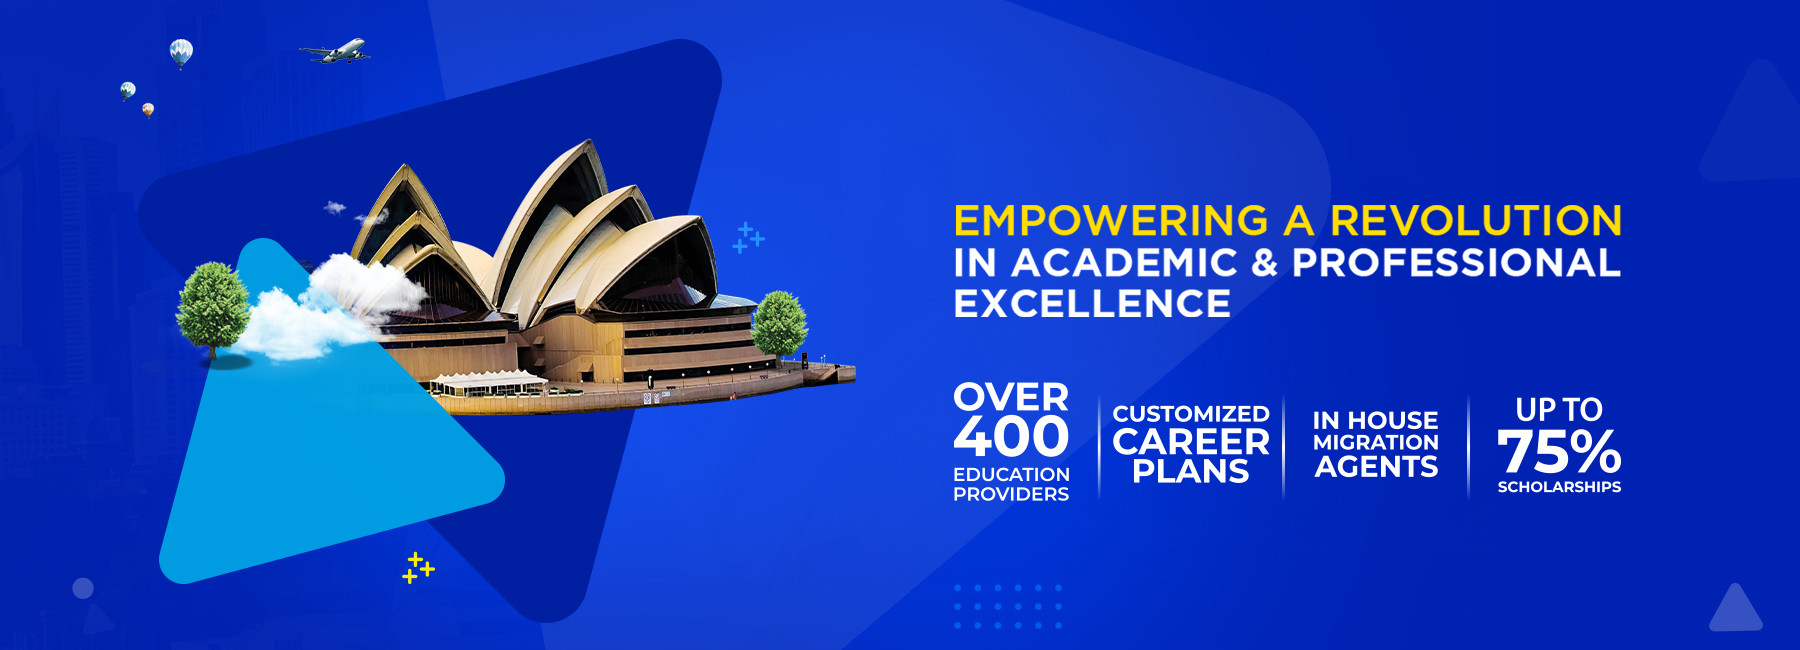 EMPOWERING A REVOLUTION
IN ACADEMIC & PROFESSIONAL
EXCELLENCE
OVER
400
EDUCATION
PROVIDERS
CUSTOMIZED
CAREER
PLANS
IN HOUSE
MIGRATION
AGENTS
UP TO
75%
SCHOLARSHIPS